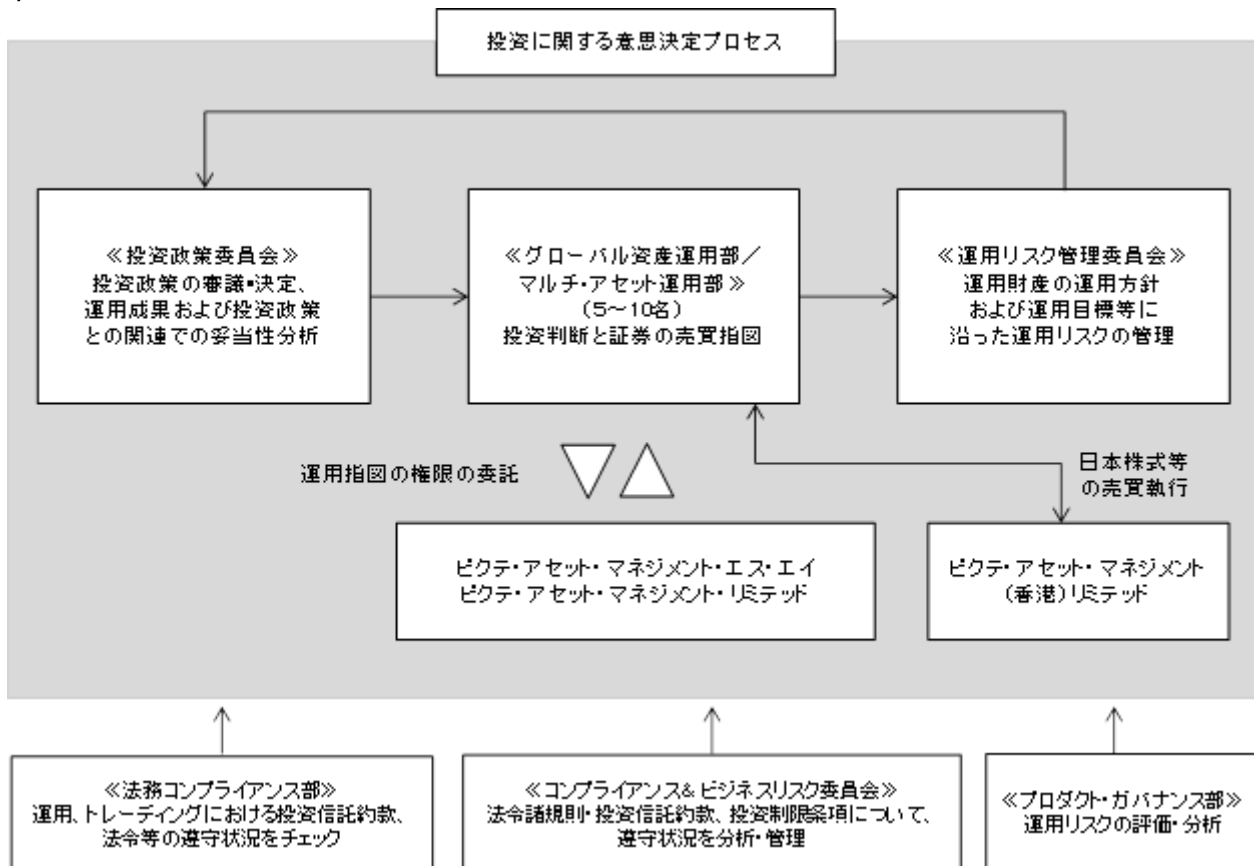 投資に関する意思決定プロセス
≪投資政策委員会≫
投資政策の審議・決定、
運用成果および投資政策
との関連での妥当性分析
≪グローバル資産運用部／
マルチ・アセット運用部≫
(5～10名)
投資判断と証券の売買指図
≪運用リスク管理委員会≫
運用財産の運用方針
および運用目標等に
沿った運用リスクの管理
運用指図の権限の委託
日本株式等
の売買執行
ピクテ・アセット・マネジメント・エス・エイ
ピクテ・アセット・マネジメント・リミテッド
ピクテ・アセット・マネジメント
(香港)リミテッド
≪法務コンプライアンス部≫
運用、トレーディングにおける投資信託約款、
法令等の遵守状況をチェック
≪コンプライアンス&ビジネスリスク委員会≫
法令諸規則・投資信託約款、投資制限条項について、
遵守状況を分析・管理
≪プロダクト・ガバナンス部≫
運用リスクの評価・分析